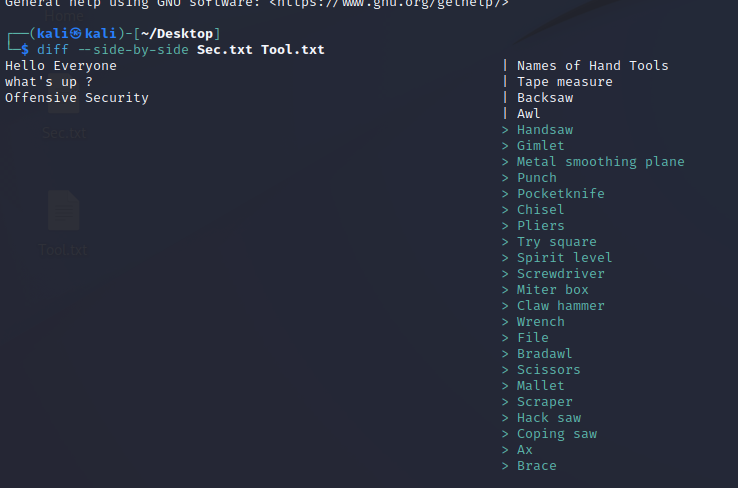 General help using GNU software: <https://www.gnu.org/gethelp/>
┌──(kali㉿kali)-[~/Desktop]
└─$ diff --side-by-side Sec.txt Tool.txt
Hello Everyone | Names of Hand Tools
what's up ? | Tape measure
Offensive Security | Backsaw
| Awl
> Handsaw
> Gimlet
> Metal smoothing plane
> Punch
> Pocketknife
> Chisel
> Pliers
> Try square
> Spirit level
> Screwdriver
> Miter box
> Claw hammer
> Wrench
> File
> Bradawl
> Scissors
> Mallet
> Scraper
> Hack saw
> Coping saw
> Ax
> Brace
Home
Sec.txt
Tool.txt